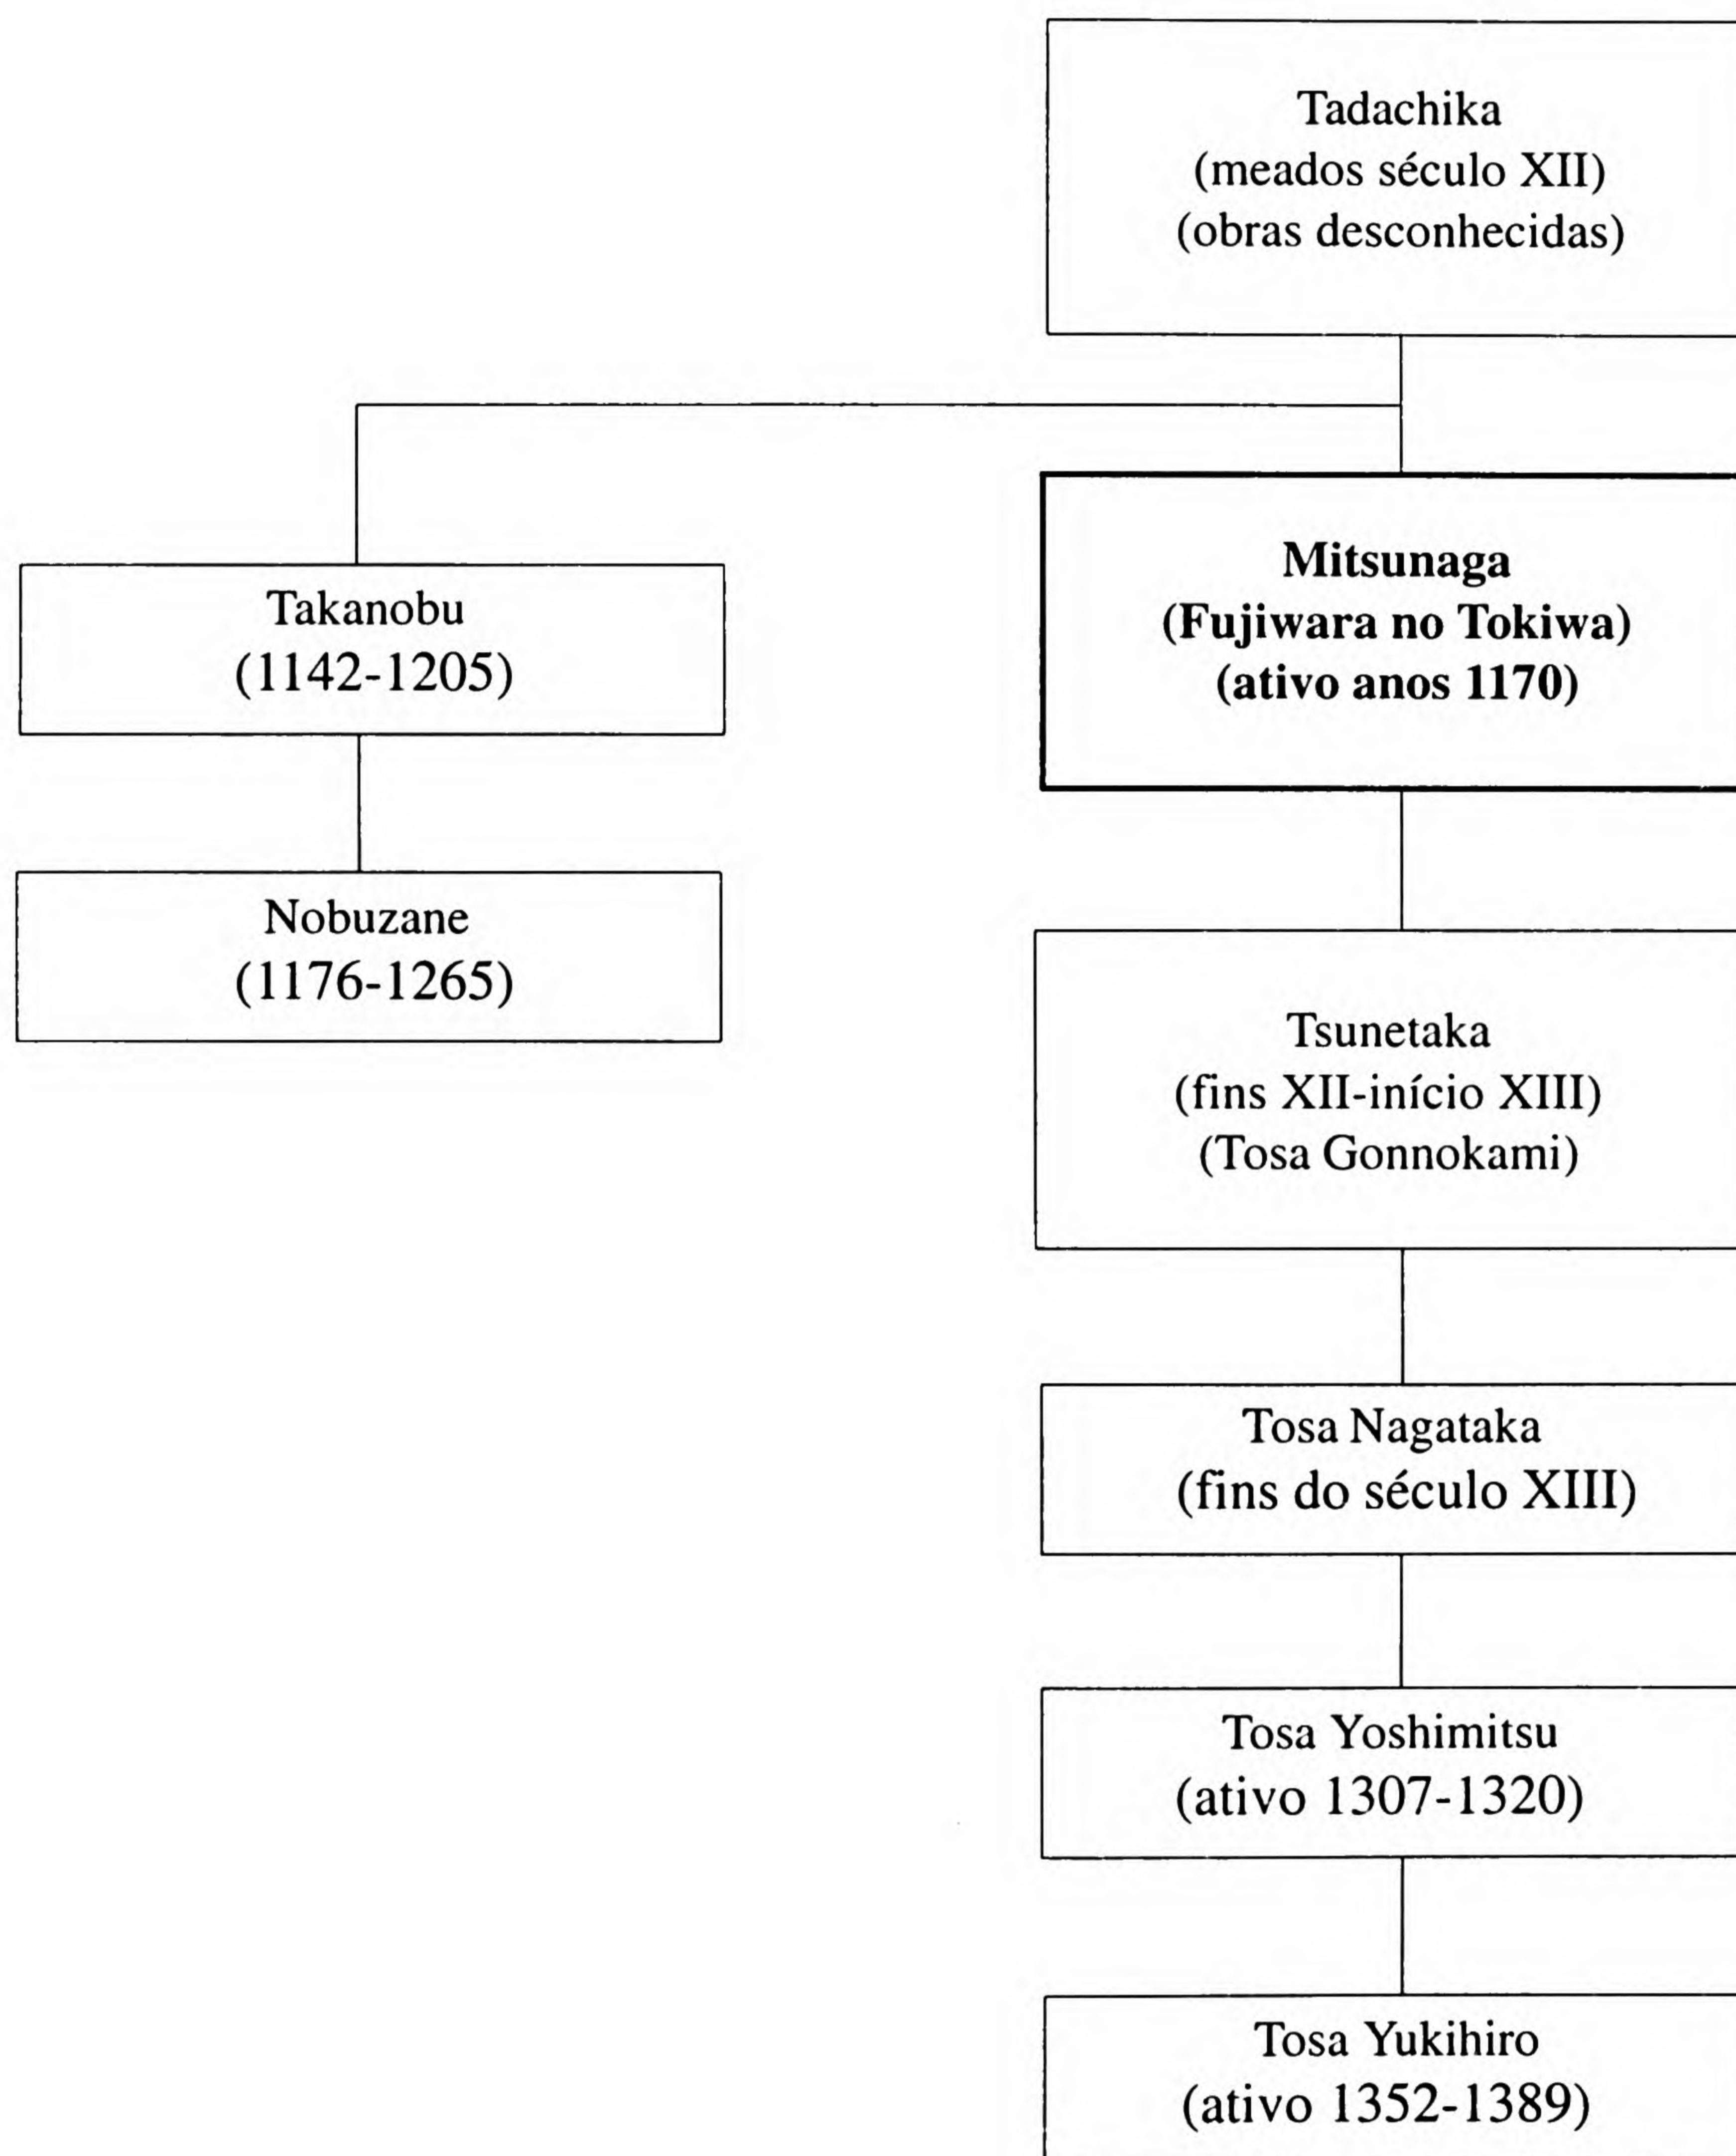 Tadachika
(meados século XII)
(obras desconhecidas)
Mitsunaga
(Fujiwara no Tokiwa)
(ativo anos 1170)
Takanobu
(1142-1205)
Nobuzane
(1176-1265)
Tsunetaka
(fins XII-início XIII)
(Tosa Gonnokami)
Tosa Nagataka
(fins do século XIII)
Tosa Yoshimitsu
(ativo 1307-1320)
Tosa Yukihiro
(ativo 1352-1389)